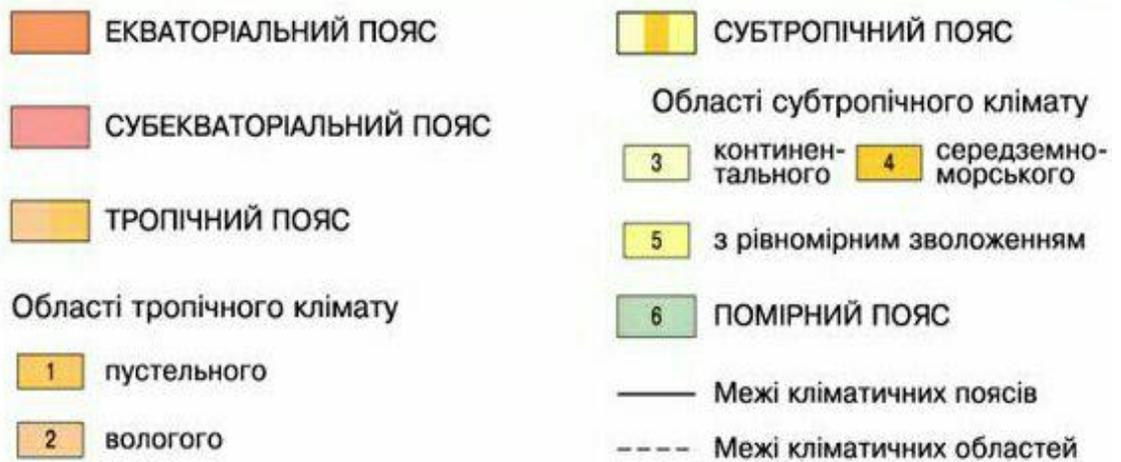 ЕКВАТОРІАЛЬНИЙ ПОЯС
СУБЕКВАТОРІАЛЬНИЙ ПОЯС
ТРОПІЧНИЙ ПОЯС
Області тропічного клімату
1 пустельного
2 вологого
СУБТРОПІЧНИЙ ПОЯС
Області субтропічного клімату
3 континен-
тального
4 середземно-
морського
5 з рівномірним зволоженням
6 ПОМІРНИЙ ПОЯС
Межі кліматичних поясів
Межі кліматичних областей